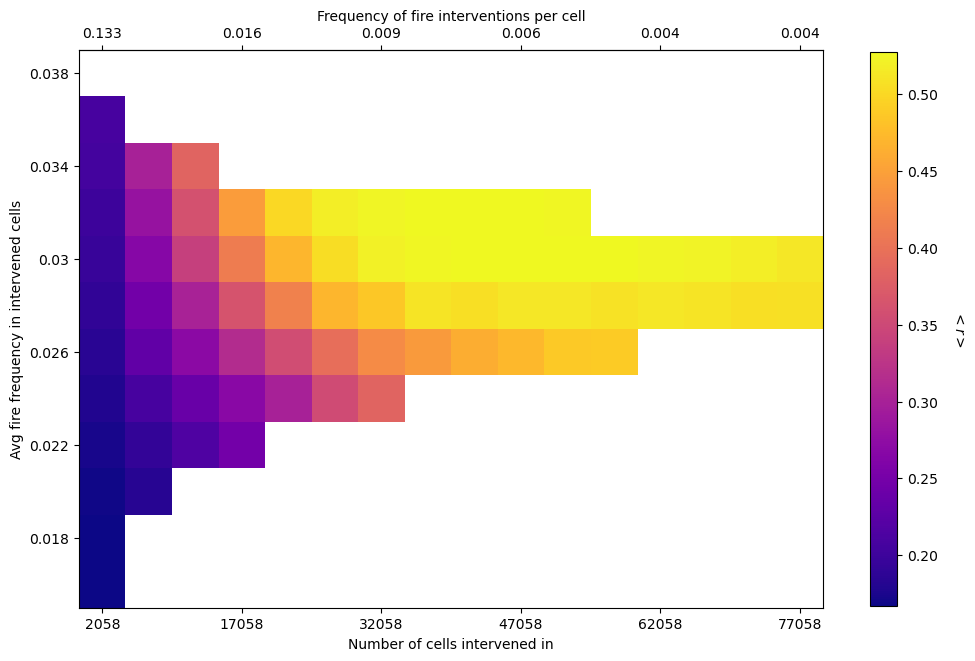 Frequency of fire interventions per cell
0.133 0.016 0.009 0.006 0.004 0.004
0.038
0.034
0.03
0.026
0.022
0.018
Avg fire frequency in intervened cells
2058 17058 32058 47058 62058 77058
Number of cells intervened in
0.50
0.45
0.40
0.35
0.30
0.25
0.20
< r >